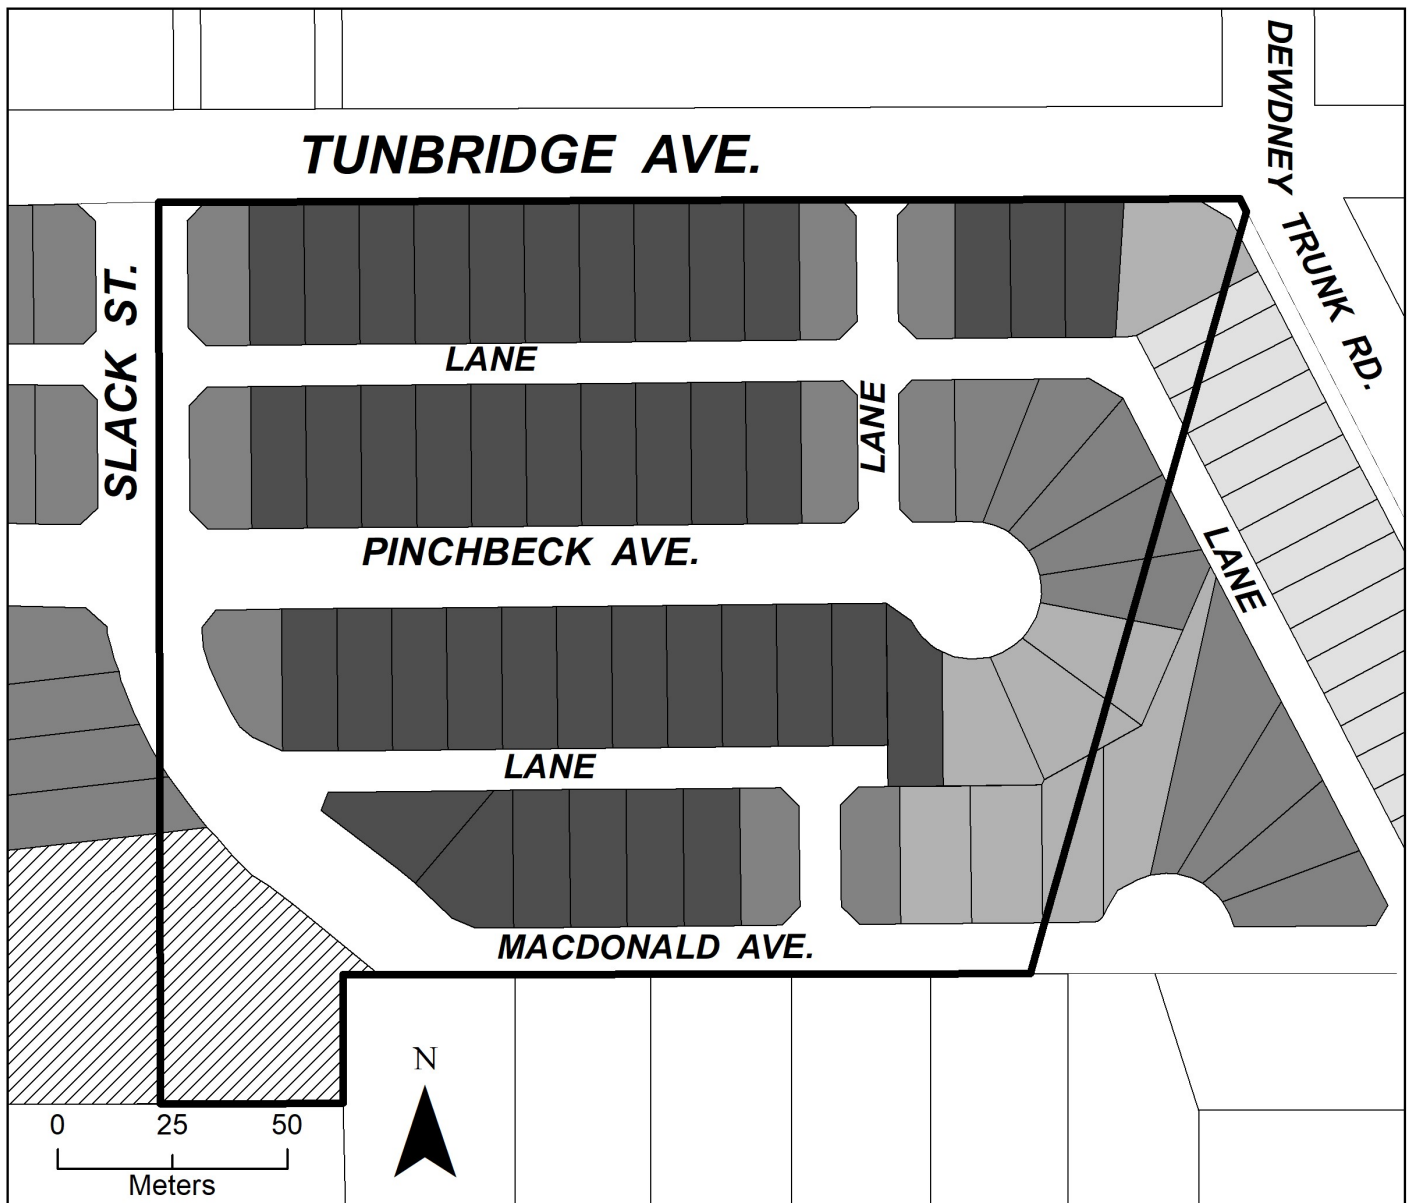 TUNBRIDGE AVE.
DEWDNEY TRUNK RD.
SLACK ST.
LANE
LANE
PINCHBECK AVE.
LANE
LANE
MACDONALD AVE.
N
0 25 50
Meters